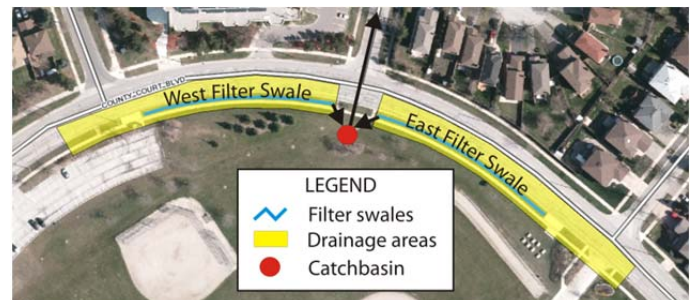 COUNTY·COURT·BLVD
West Filter Swale
East Filter Swale
LEGEND
Filter swales
Drainage areas
Catchbasin